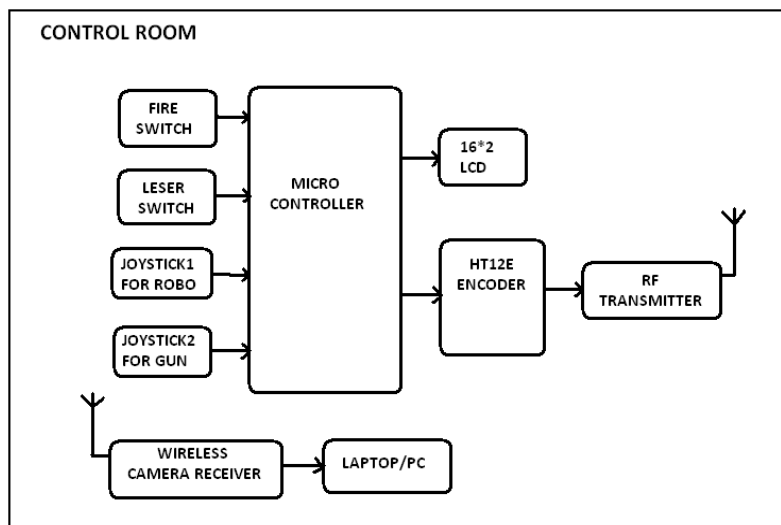 CONTROL ROOM
FIRE
SWITCH
LESER
SWITCH
JOYSTICK1
FOR ROBO
JOYSTICK2
FOR GUN
MICRO
CONTROLLER
16*2
LCD
HT12E
ENCODER
RF
TRANSMITTER
WIRELESS
CAMERA RECEIVER
LAPTOP/PC